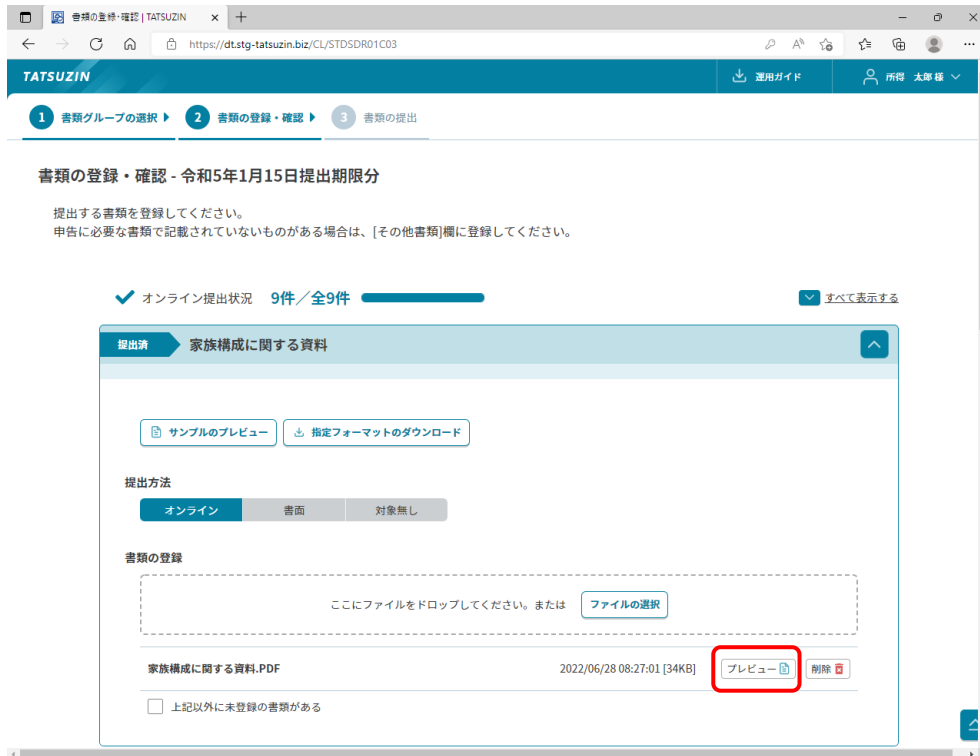 書類の登録・確認 | TATSUZIN
https://dt.stg-tatsuzin.biz/CL/STDSDR01C03
TATSUZIN
運用ガイド
所得 太郎 様
1 書類グループの選択
2 書類の登録・確認
3 書類の提出
書類の登録・確認 - 令和5年1月15日提出期限分
提出する書類を登録してください。
申告に必要な書類で記載されていないものがある場合は、[その他書類]欄に登録してください。
オンライン提出状況 9件／全9件
すべて表示する
提出済 家族構成に関する資料
サンプルのプレビュー
指定フォーマットのダウンロード
提出方法
オンライン 書面 対象無し
書類の登録
ここにファイルをドロップしてください。または ファイルの選択
家族構成に関する資料.PDF 2022/06/28 08:27:01 [34KB] プレビュー 削除
上記以外に未登録の書類がある